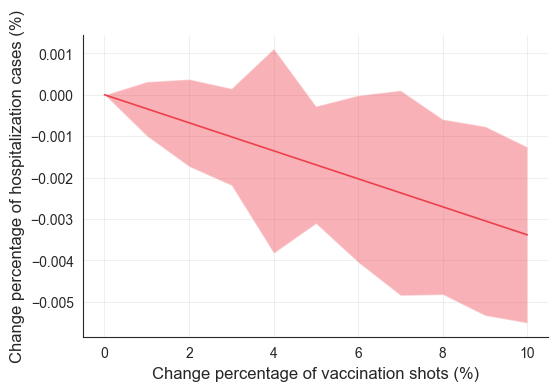 Change percentage of hospitalization cases (%)
0.001
0.000
−0.001
−0.002
−0.003
−0.004
−0.005
0 2 4 6 8 10
Change percentage of vaccination shots (%)